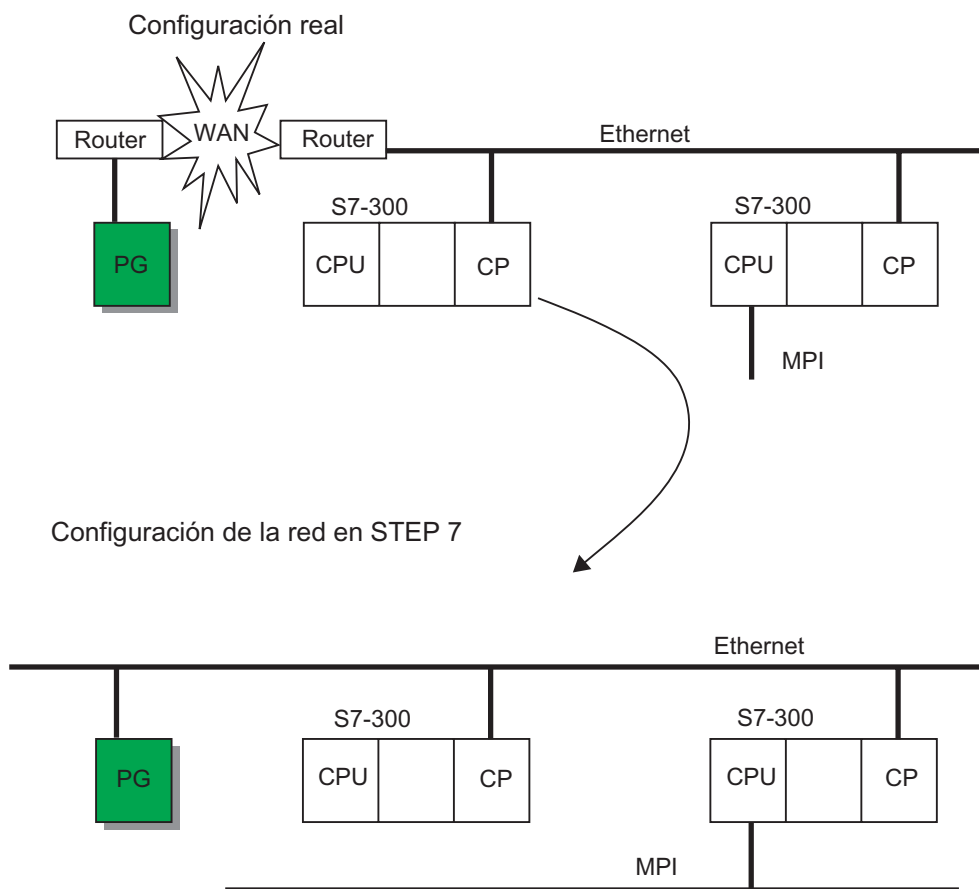 Configuración real
Router
WAN
Router
Ethernet
S7-300
S7-300
PG
CPU
CP
CPU
CP
MPI
Configuración de la red en STEP 7
Ethernet
S7-300
S7-300
PG
CPU
CP
CPU
CP
MPI